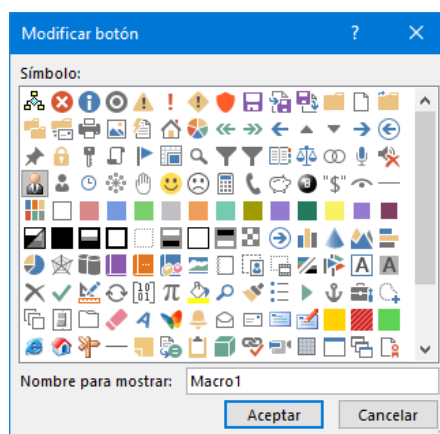 Modificar botón ? ×
Símbolo:
"$"
A A
Nombre para mostrar: Macro1
Aceptar Cancelar